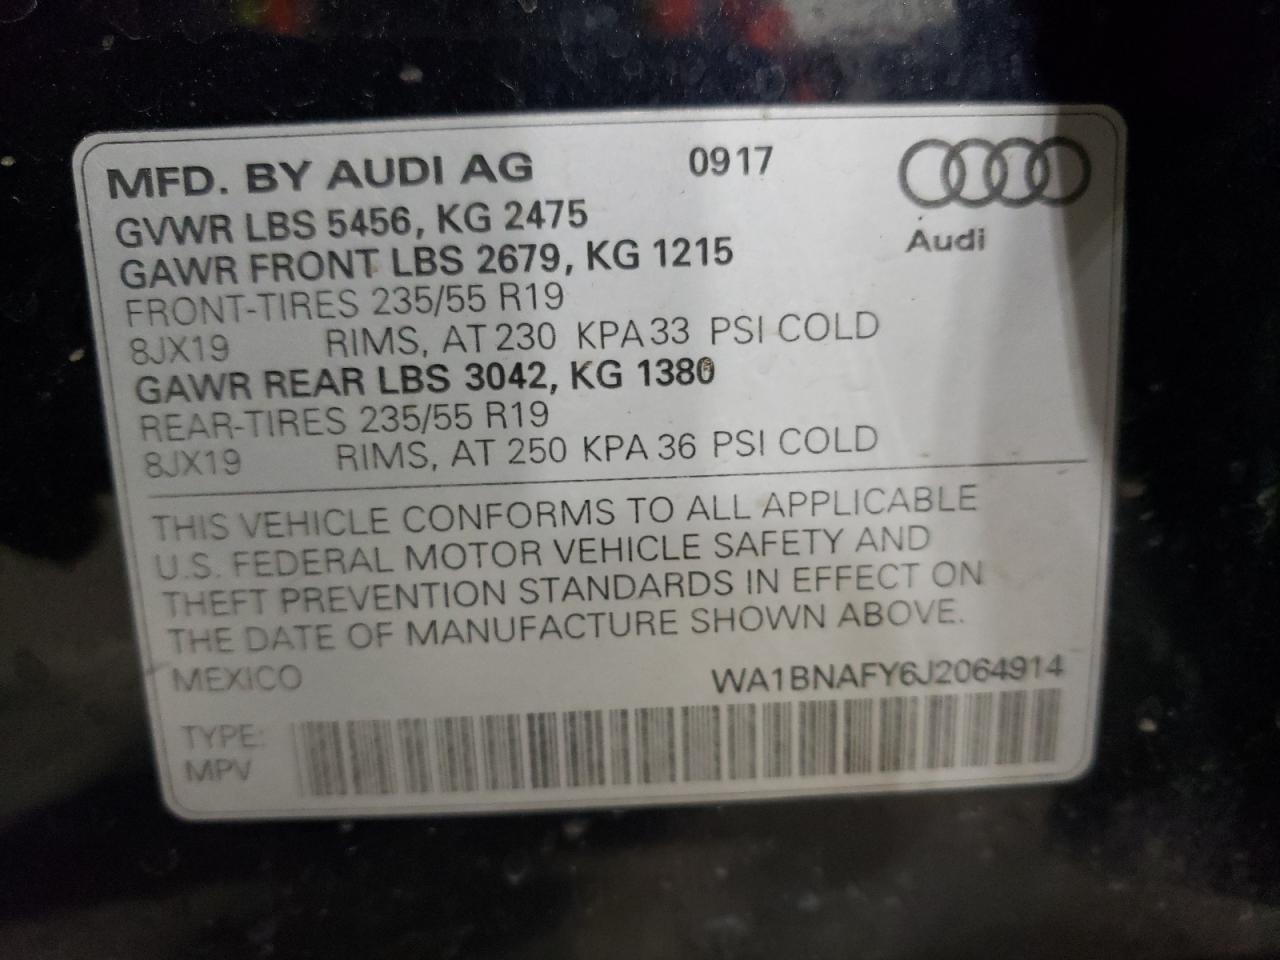 MFD. BY AUDI AG 0917
GVWR LBS 5456, KG 2475
Audi
GAWR FRONT LBS 2679, KG 1215
FRONT-TIRES 235/55 R19
8JX19 RIMS, AT 230 KPA 33 PSI COLD
GAWR REAR LBS 3042, KG 1380
REAR-TIRES 235/55 R19
8JX19 RIMS, AT 250 KPA 36 PSI COLD
THIS VEHICLE CONFORMS TO ALL APPLICABLE
U.S. FEDERAL MOTOR VEHICLE SAFETY AND
THEFT PREVENTION STANDARDS IN EFFECT ON
THE DATE OF MANUFACTURE SHOWN ABOVE.
MEXICO WA1BNAFY6J2064914
TYPE:
MPV